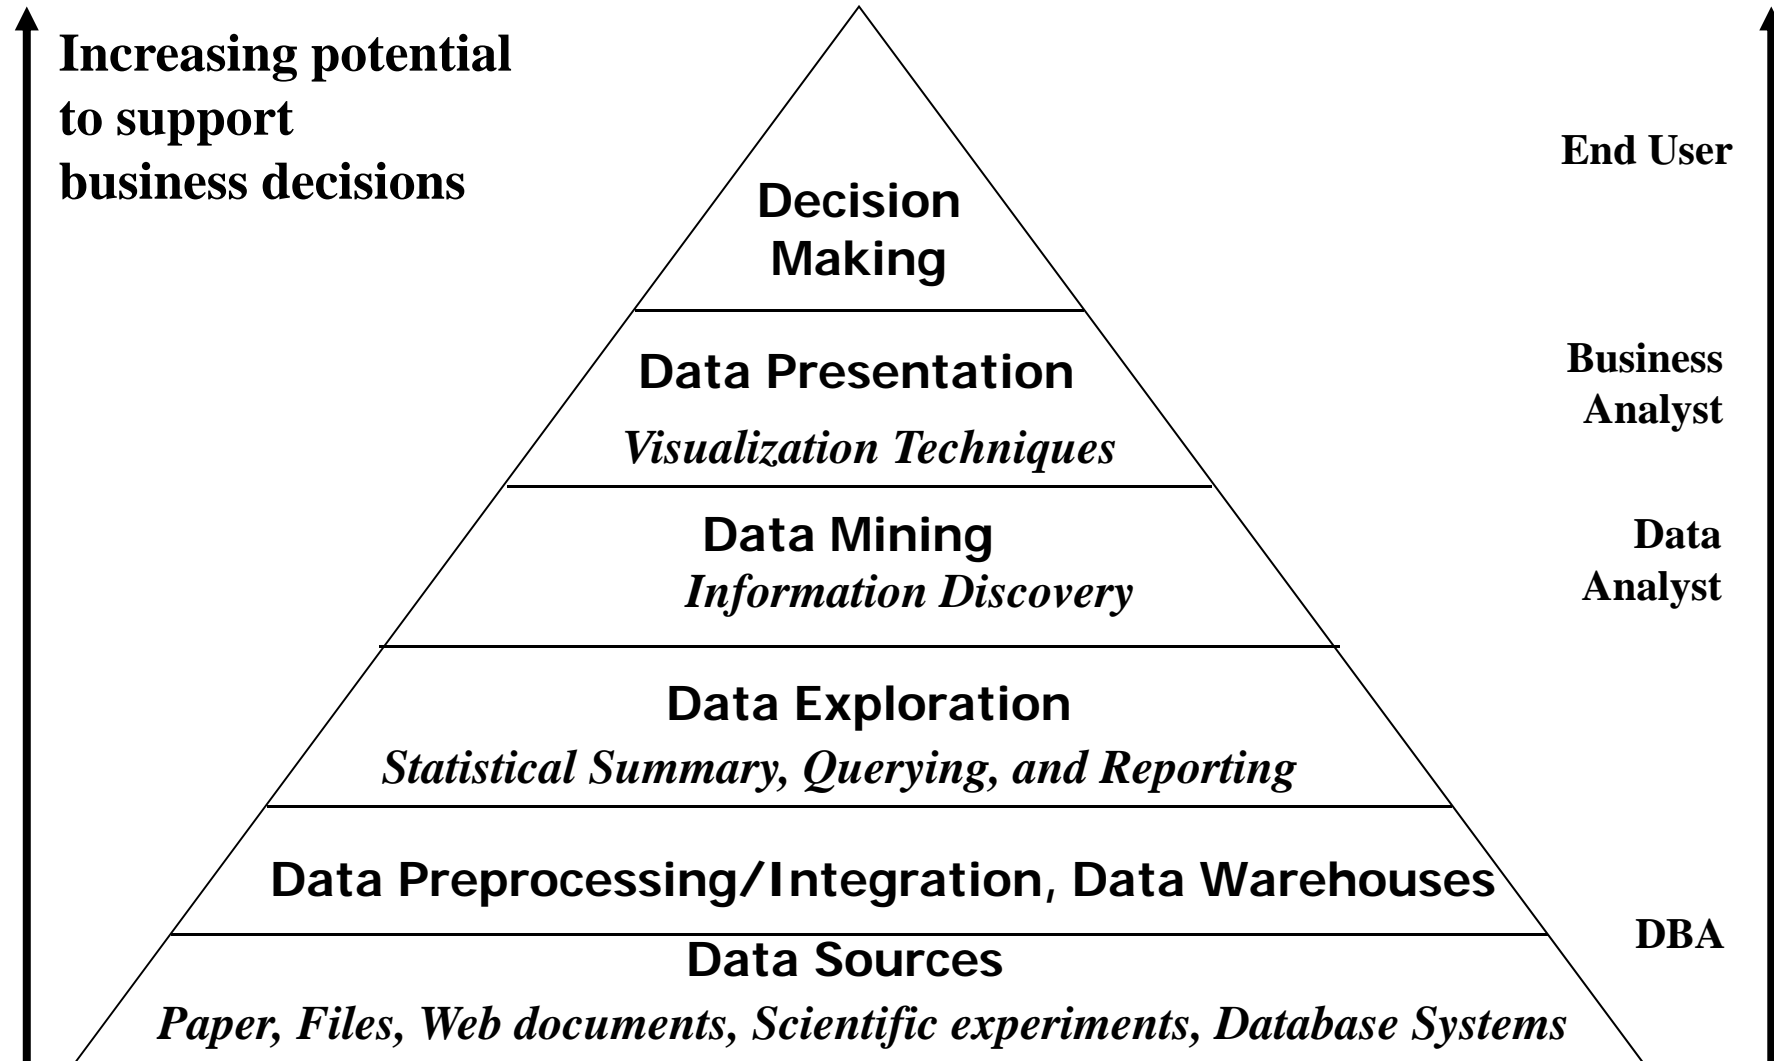 Increasing potential
to support
business decisions
End User
Decision
Making
Data Presentation
Visualization Techniques
Business
Analyst
Data Mining
Information Discovery
Data
Analyst
Data Exploration
Statistical Summary, Querying, and Reporting
Data Preprocessing/Integration, Data Warehouses
DBA
Data Sources
Paper, Files, Web documents, Scientific experiments, Database Systems